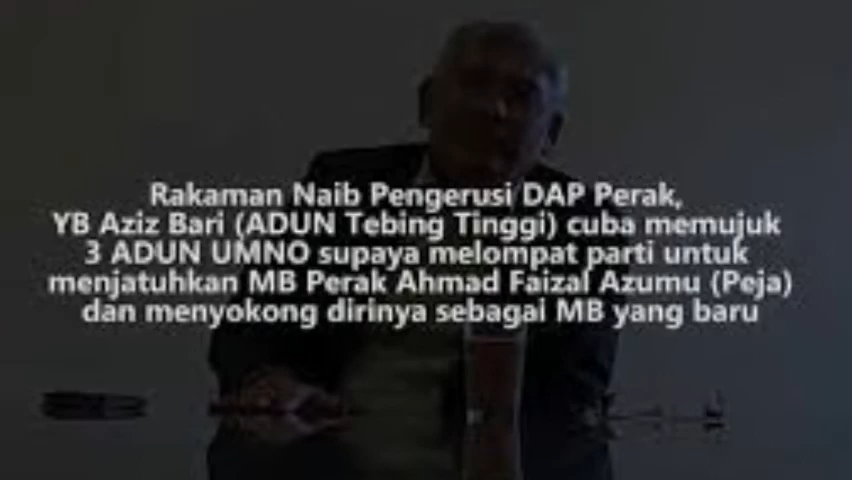 Rakaman Naib Pengerusi DAP Perak,
YB Aziz Bari (ADUN Tebing Tinggi) cuba memujuk
3 ADUN UMNO supaya melompat parti untuk
menjatuhkan MB Perak Ahmad Faizal Azumu (Peja)
dan menyokong dirinya sebagai MB yang baru